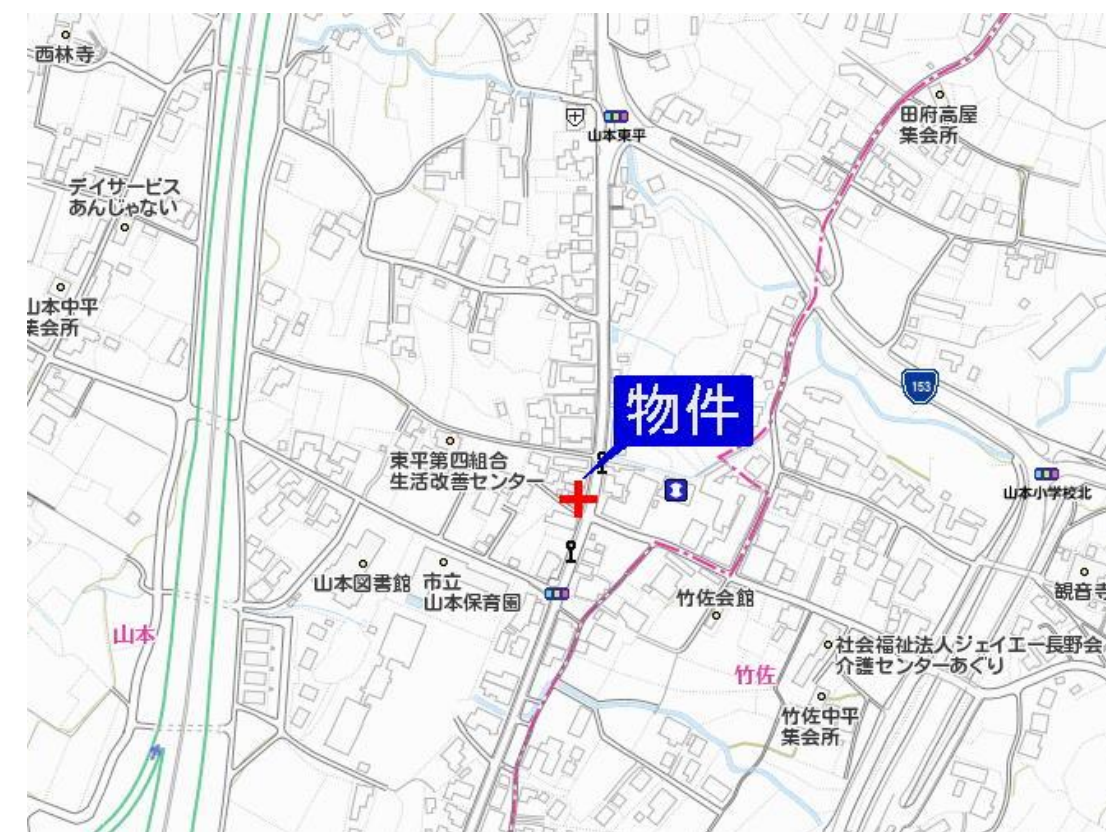 西林寺
山本東平
田府高屋
集会所
デイサービス
あんじゃない
山本中平
集会所
153
物件
東平第四組合
生活改善センター
山本小学校北
山本図書館
市立
山本保育園
竹佐会館
観音寺
山本
竹佐
社会福祉法人ジェイエー長野会
介護センターあぐり
竹佐中平
集会所